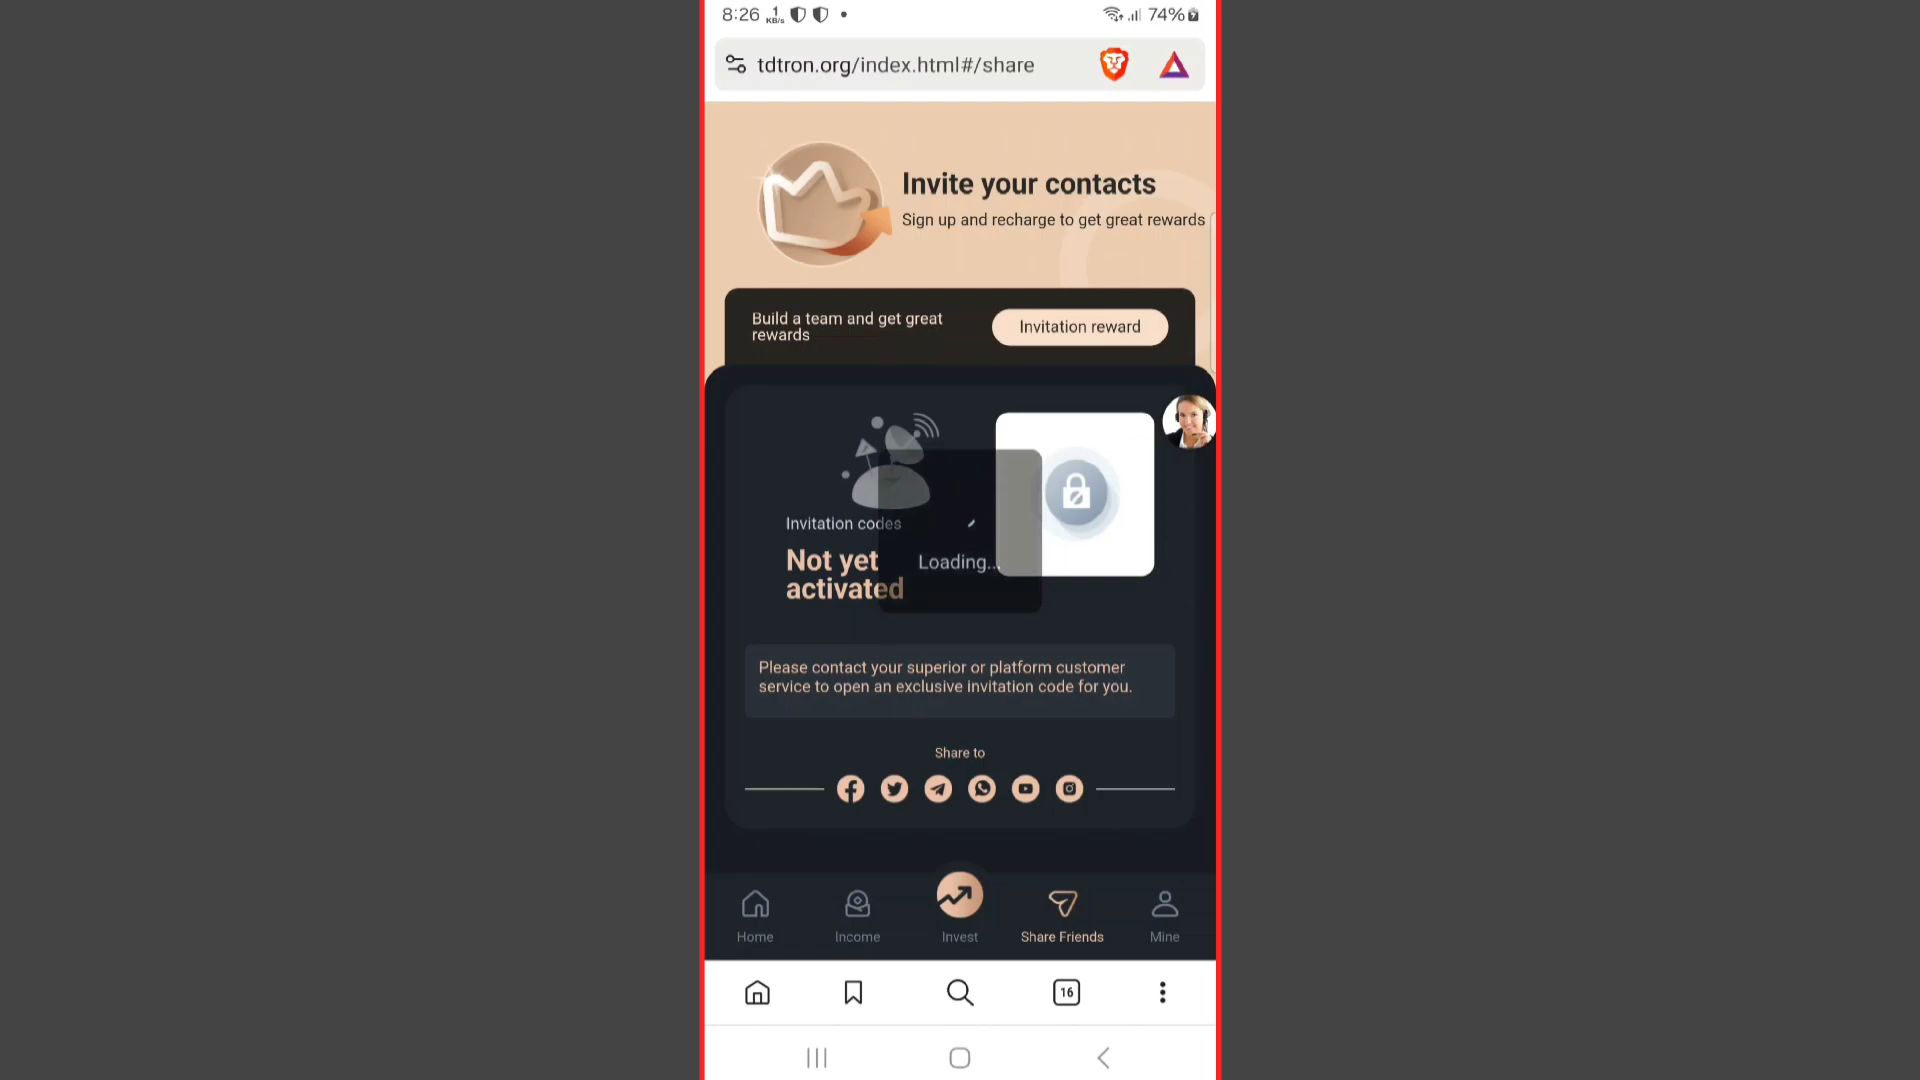 8:26
1
KB/s
74%
tdtron.org/index.html#/share
Invite your contacts
Sign up and recharge to get great rewards
Build a team and get great
rewards
Invitation reward
Invitation codes
Not yet
activated
Loading...
Please contact your superior or platform customer
service to open an exclusive invitation code for you.
Share to
Home
Income
Invest
Share Friends
Mine
16